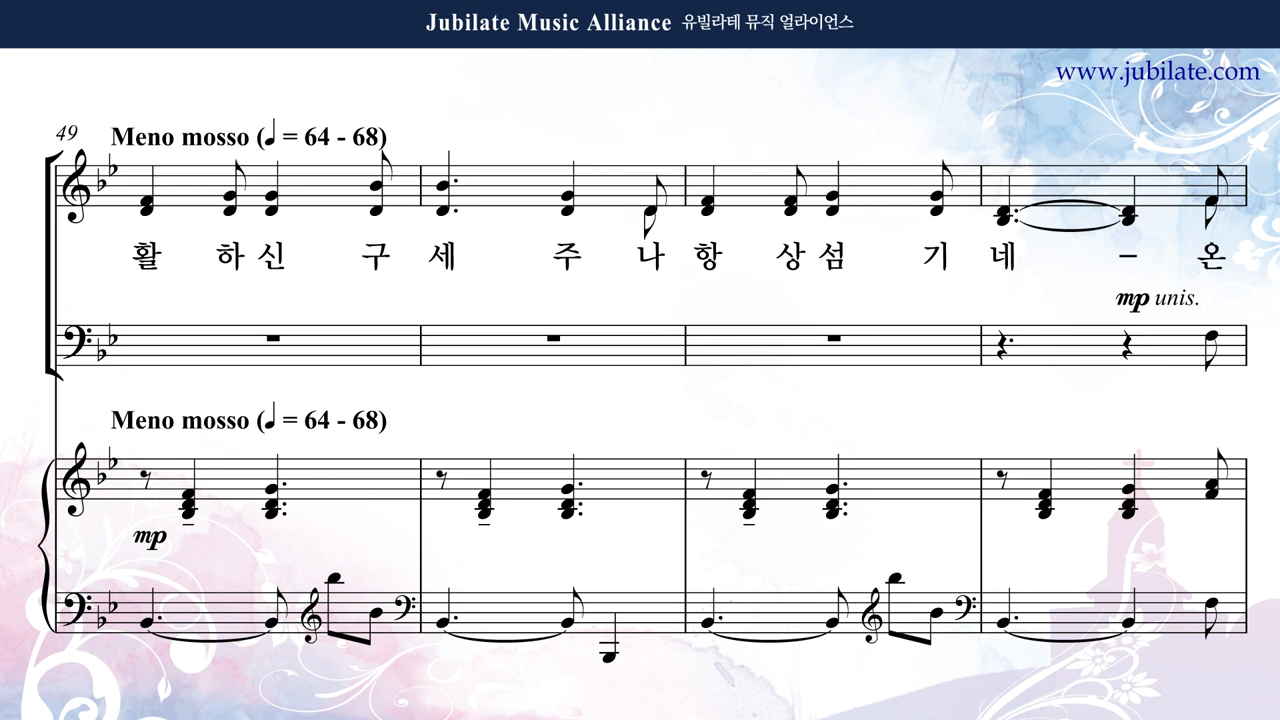 Jubilate Music Alliance 유빌라테 뮤직 얼라이언스
www.jubilate.com
49 Meno mosso (♩ = 64 - 68)
활 하 신 구 세 주 나 항 상 섬 기 네 – 온
mp unis.
Meno mosso (♩ = 64 - 68)
mp